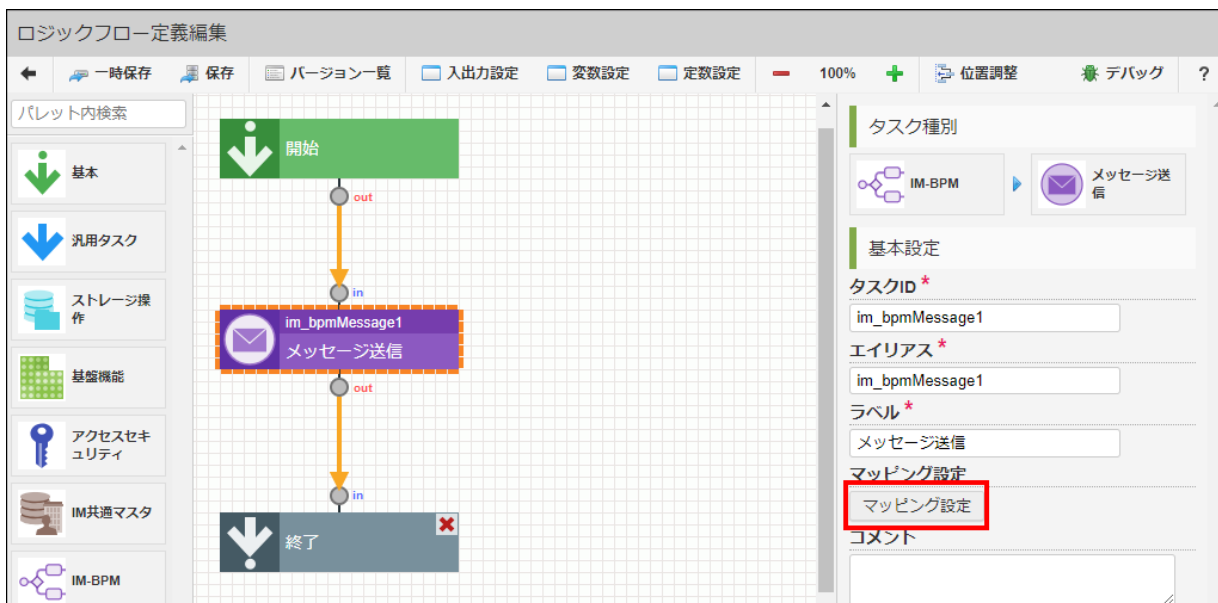 ロジックフロー定義編集
一時保存 保存 バージョン一覧 入出力設定 変数設定 定数設定 100% 位置調整 デバッグ ?
パレット内検索
基本
汎用タスク
ストレージ操
作
基盤機能
アクセスセキ
ュリティ
IM共通マスタ
IM-BPM
開始
out
in
im_bpmMessage1
メッセージ送信
out
in
終了
タスク種別
IM-BPM
メッセージ送
信
基本設定
タスクID *
im_bpmMessage1
エイリアス *
im_bpmMessage1
ラベル *
メッセージ送信
マッピング設定
マッピング設定
コメント